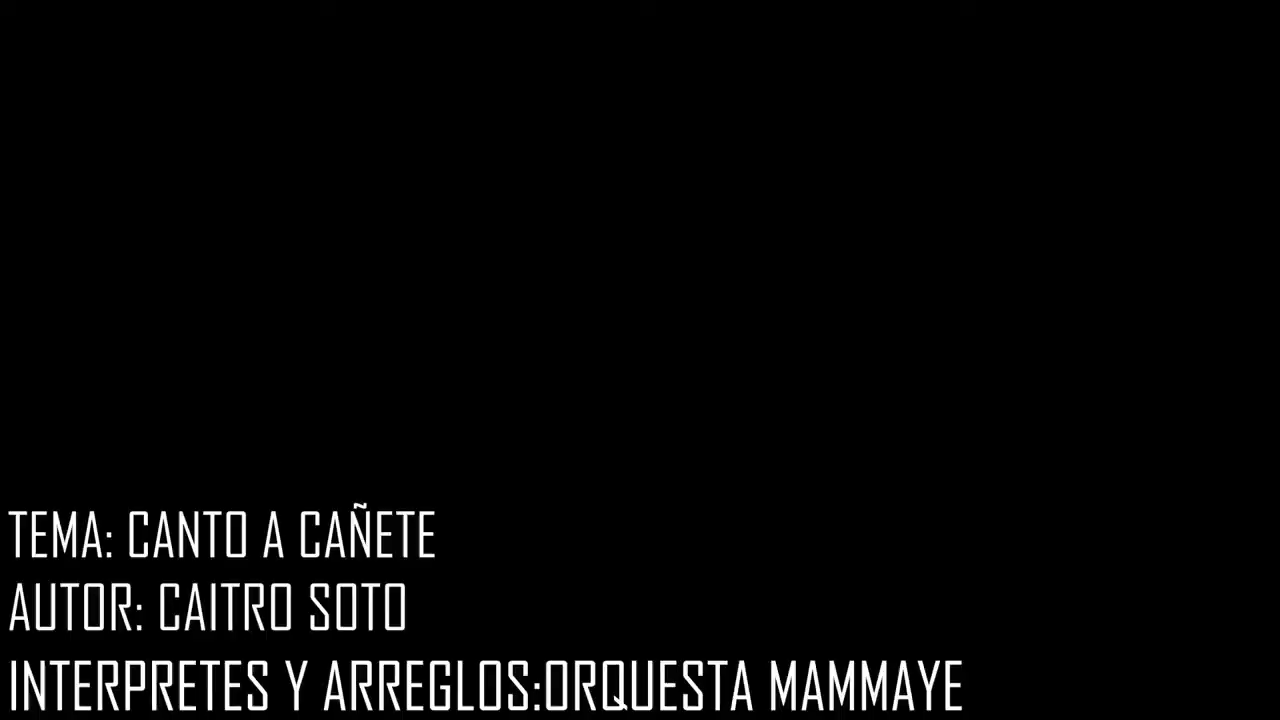 TEMA: CANTO A CAÑETE
AUTOR: CAITRO SOTO
INTERPRETES Y ARREGLOS:ORQUESTA MAMMAYE